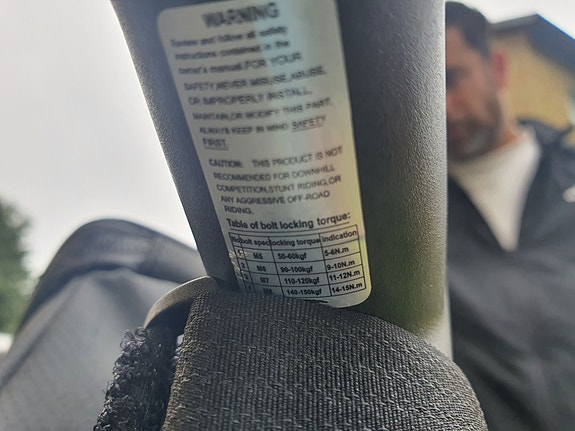 WARNING
Review and follow all safety
instructions contained in the
owner's manual.FOR YOUR
SAFETY,NEVER MISUSE,ABUSE,
OR IMPROPERLY INSTALL,
MAINTAIN,OR MODIFY THIS PART.
ALWAYS KEEP IN MIND SAFETY
FIRST.
CAUTION: THIS PRODUCT IS NOT
RECOMMENDED FOR DOWNHILL
COMPETITION,STUNT RIDING,OR
ANY AGGRESSIVE OFF-ROAD
RIDING.
Table of bolt locking torque:
No bolt spec locking torque indication
1 M5 50-60kgf 5-6N.m
2 M6 90-100kgf 9-10N.m
M7 110-120kgf 11-12N.m
140-150kgf 14-15N.m